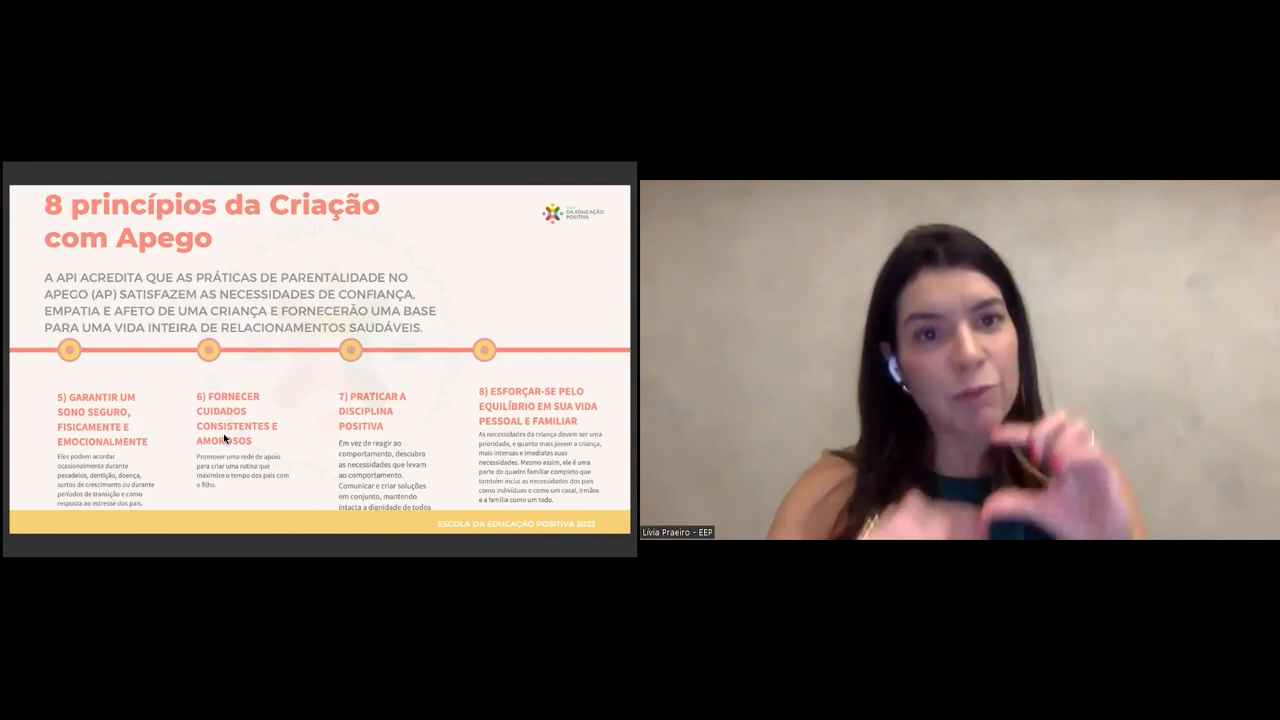 8 princípios da Criação
com Apego
DA EDUCAÇÃO
POSITIVA
A API ACREDITA QUE AS PRÁTICAS DE PARENTALIDADE NO
APEGO (AP) SATISFAZEM AS NECESSIDADES DE CONFIANÇA,
EMPATIA E AFETO DE UMA CRIANÇA E FORNECERÃO UMA BASE
PARA UMA VIDA INTEIRA DE RELACIONAMENTOS SAUDÁVEIS.
5) GARANTIR UM
SONO SEGURO,
FISICAMENTE E
EMOCIONALMENTE
Eles podem acordar
ocasionalmente durante
pesadelos, dentição, doença,
surtos de crescimento ou durante
períodos de transição e como
resposta ao estresse dos pais.
6) FORNECER
CUIDADOS
CONSISTENTES E
AMOROSOS
Promover uma rede de apoio
para criar uma rotina que
maximize o tempo dos pais com
o filho.
7) PRATICAR A
DISCIPLINA
POSITIVA
Em vez de reagir ao
comportamento, descubra
as necessidades que levam
ao comportamento.
Comunicar e criar soluções
em conjunto, mantendo
intacta a dignidade de todos
8) ESFORÇAR-SE PELO
EQUILÍBRIO EM SUA VIDA
PESSOAL E FAMILIAR
As necessidades da criança devem ser uma
prioridade, e quanto mais jovem a criança,
mais intensas e imediatas suas
necessidades. Mesmo assim, ele é uma
parte do quadro familiar completo que
também inclui as necessidades dos pais
como indivíduos e como um casal, irmãos
e a família como um todo.
ESCOLA DA EDUCAÇÃO POSITIVA 2022
Lívia Praeiro - EEP